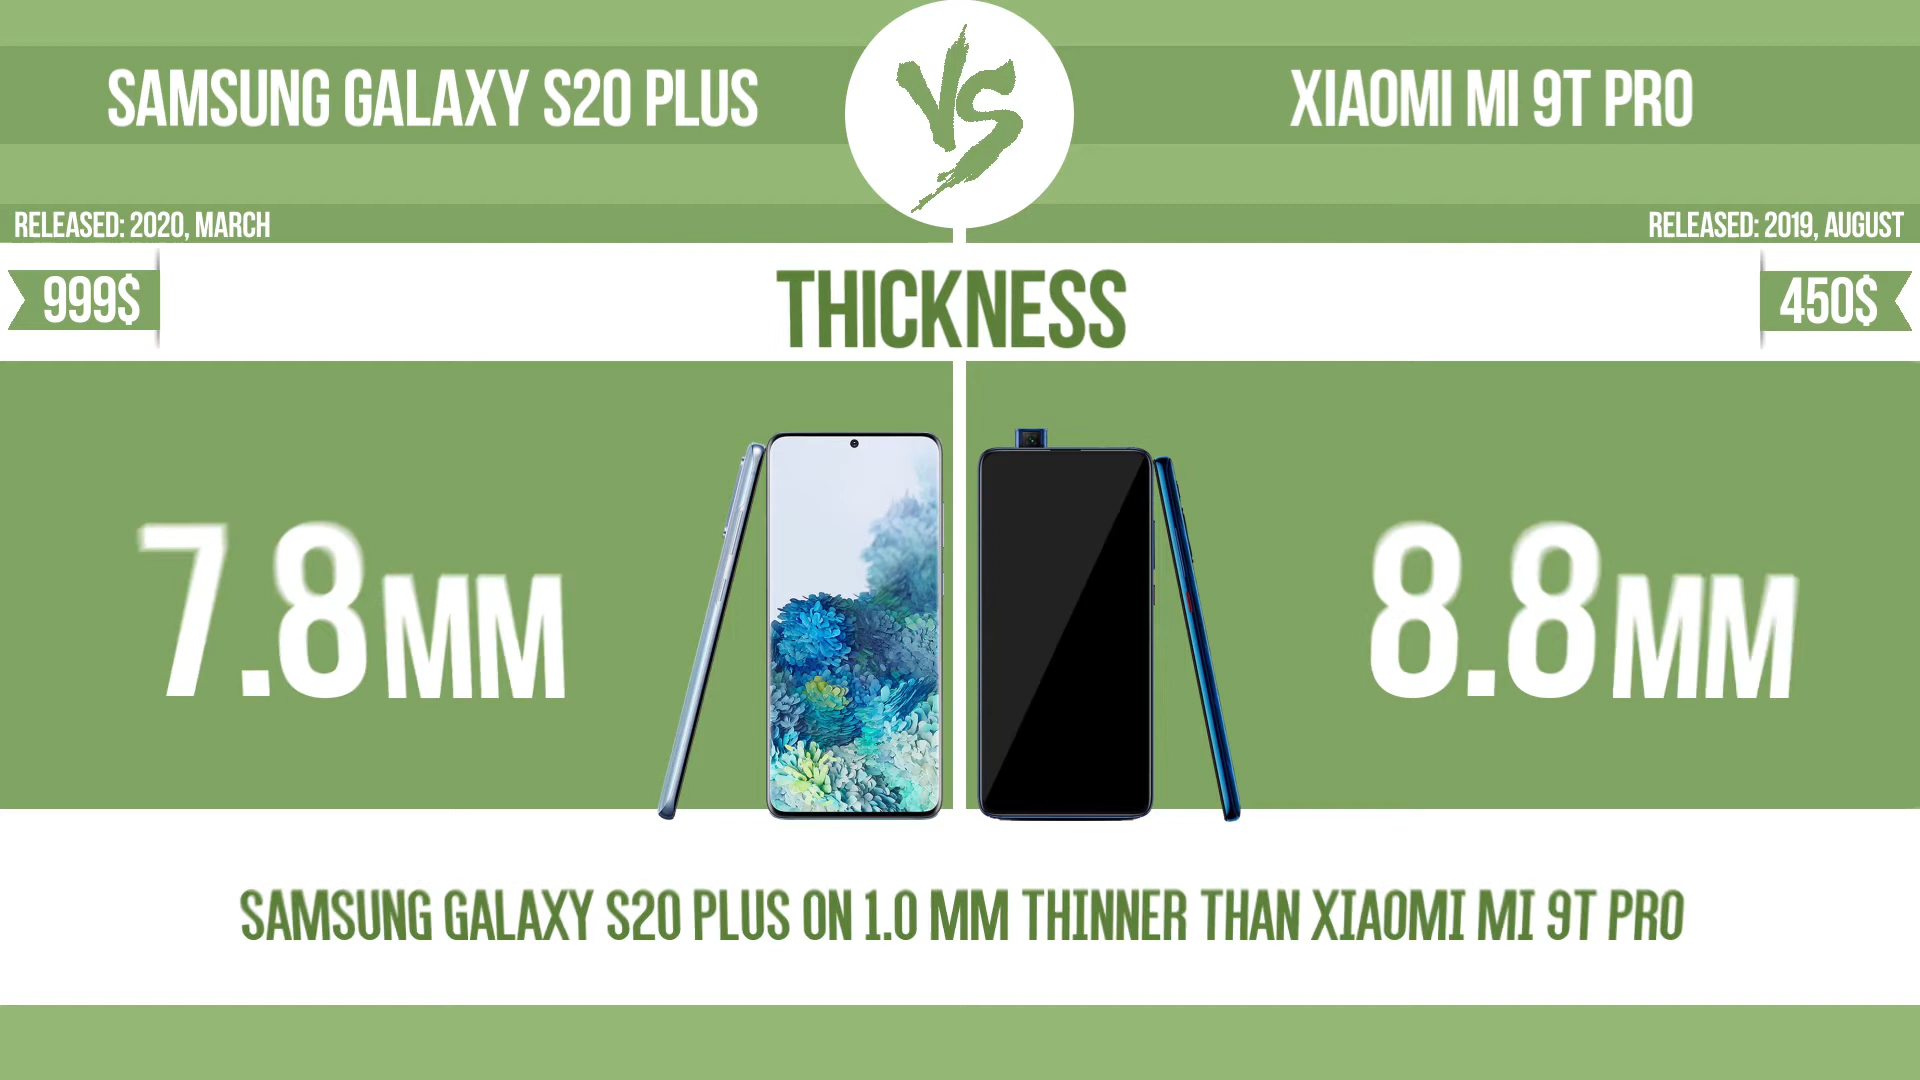 SAMSUNG GALAXY S20 PLUS
VS
XIAOMI MI 9T PRO
RELEASED: 2020, MARCH
RELEASED: 2019, AUGUST
999$
THICKNESS
450$
7.8MM
8.8MM
SAMSUNG GALAXY S20 PLUS ON 1.0 MM THINNER THAN XIAOMI MI 9T PRO